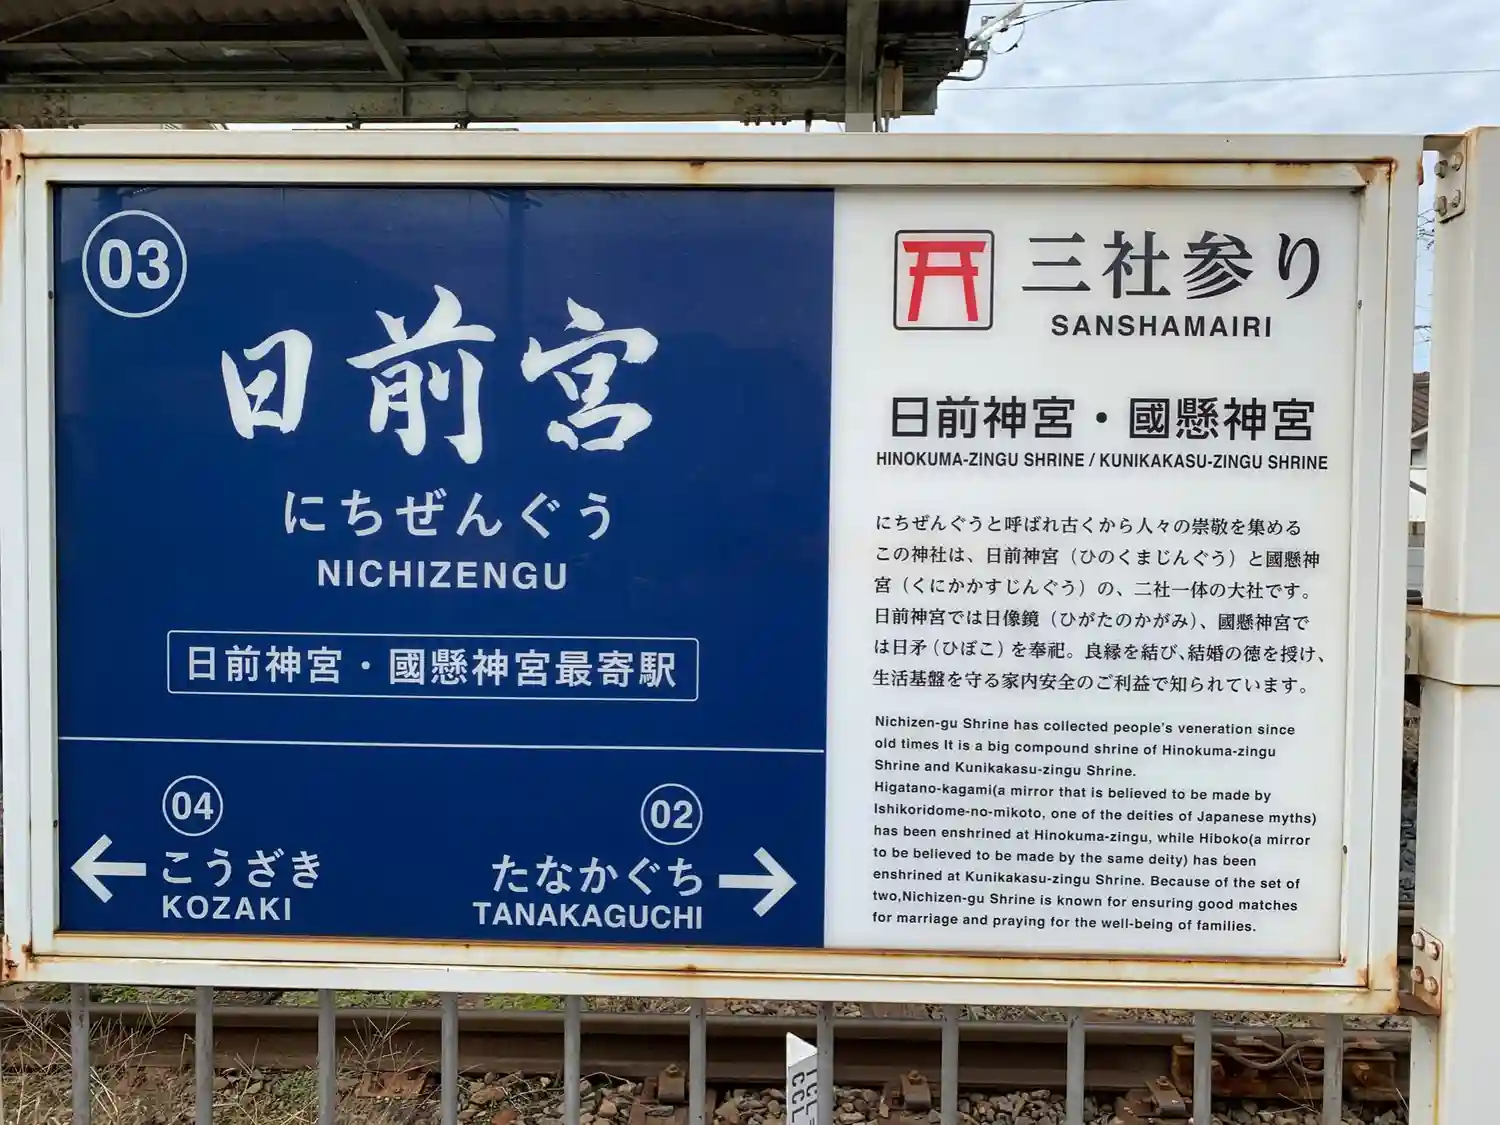 03
日前宮
にちぜんぐう
NICHIZENGU
日前神宮・國懸神宮最寄駅
04
こうざき
KOZAKI
02
たなかぐち
TANAKAGUCHI
三社参り
SANSHAMAIRI
日前神宮・國懸神宮
HINOKUMA-ZINGU SHRINE / KUNIKAKASU-ZINGU SHRINE
にちぜんぐうと呼ばれ古くから人々の崇敬を集める
この神社は、日前神宮（ひのくまじんぐう）と國懸神
宮（くにかかすじんぐう）の、二社一体の大社です。
日前神宮では日像鏡（ひがたのかがみ）、國懸神宮で
は日矛（ひぼこ）を奉祀。良縁を結び、結婚の徳を授け、
生活基盤を守る家内安全のご利益で知られています。
Nichizen-gu Shrine has collected people's veneration since
old times It is a big compound shrine of Hinokuma-zingu
Shrine and Kunikakasu-zingu Shrine.
Higatano-kagami(a mirror that is believed to be made by
Ishikoridome-no-mikoto, one of the deities of Japanese myths)
has been enshrined at Hinokuma-zingu, while Hiboko(a mirror
to be believed to be made by the same deity) has been
enshrined at Kunikakasu-zingu Shrine. Because of the set of
two,Nichizen-gu Shrine is known for ensuring good matches
for marriage and praying for the well-being of families.